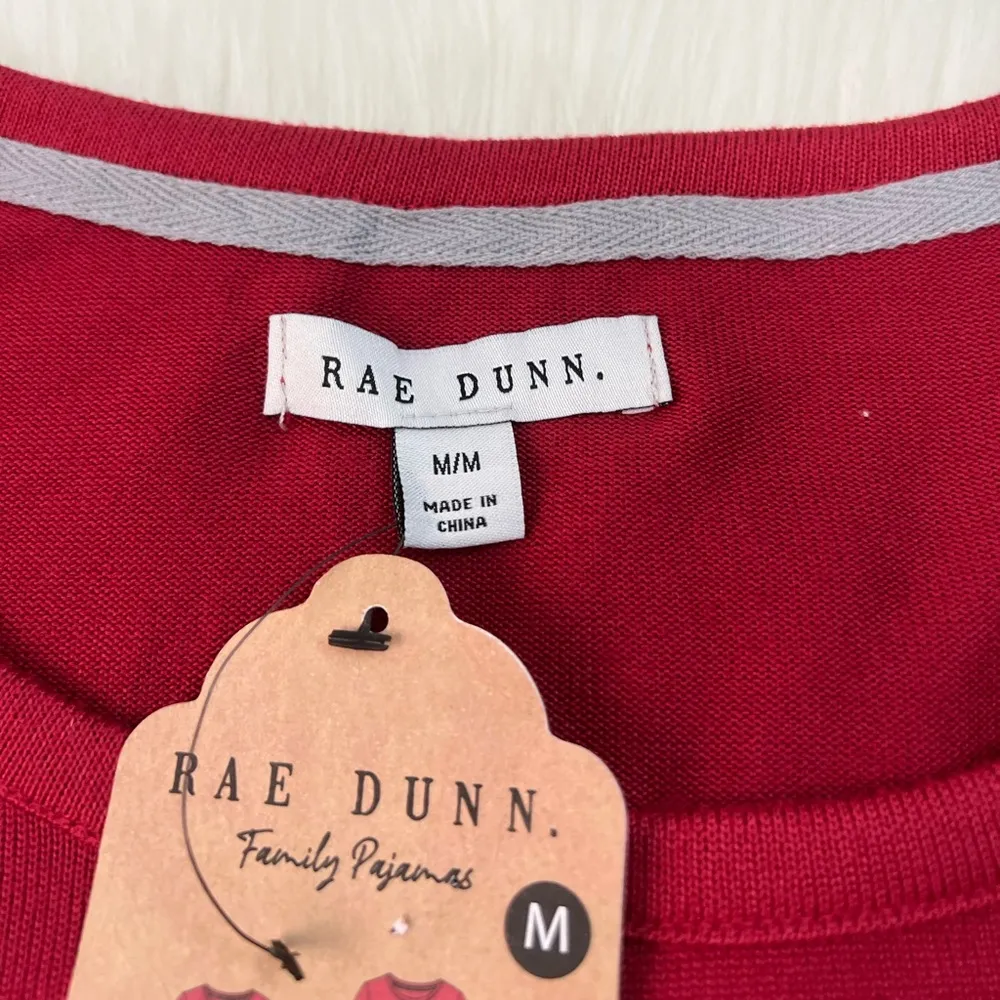 RAE DUNN.
M/M
MADE IN
CHINA
RAE DUNN.
Family Pajamas
M